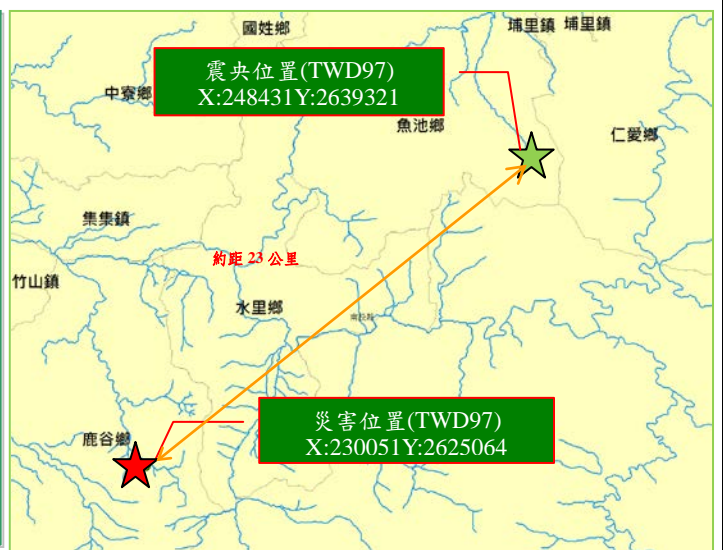 國姓鄉
埔里鎮 埔里鎮
震央位置(TWD97)
X:248431Y:2639321
中寮鄉
魚池鄉
仁愛鄉
集集鎮
約距 23 公里
竹山鎮
水里鄉
災害位置(TWD97)
X:230051Y:2625064
鹿谷鄉